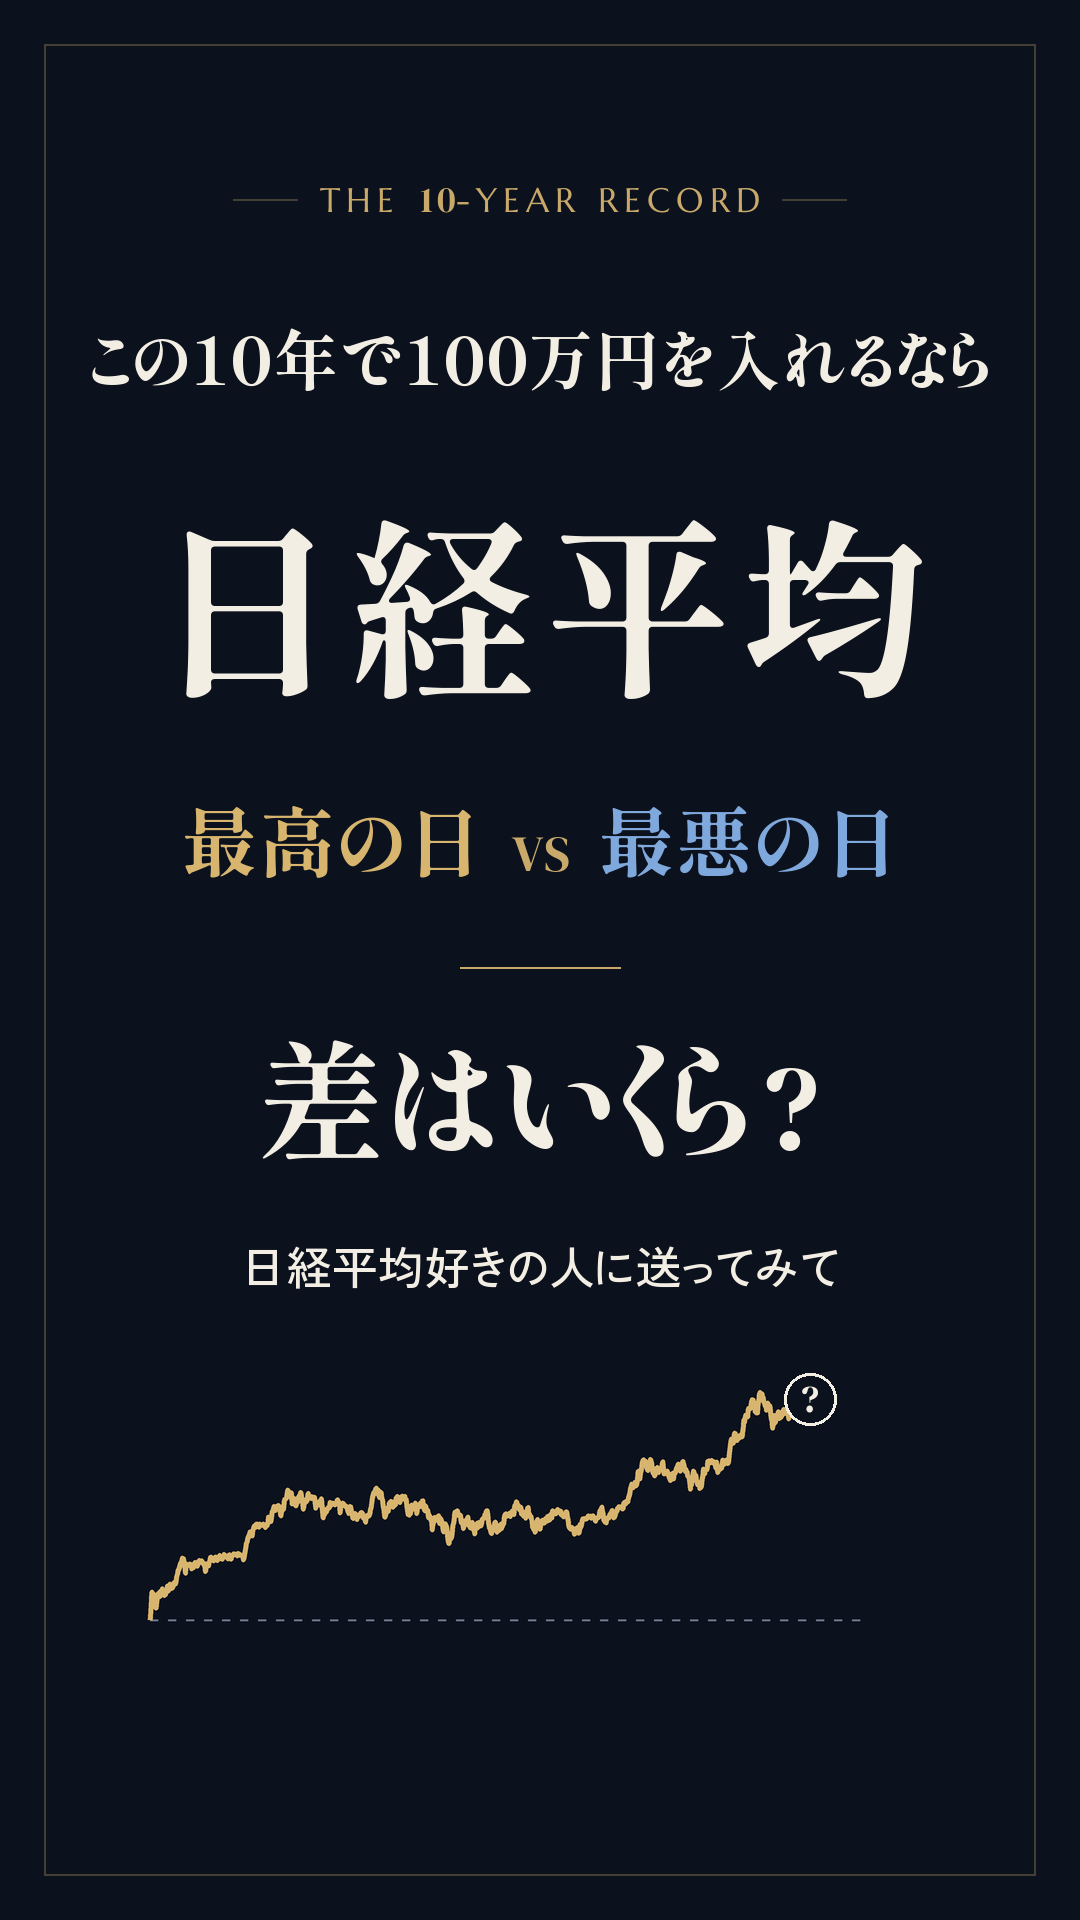 THE 10-YEAR RECORD
この10年で100万円を入れるなら
日経平均
最高の日 vs 最悪の日
差はいくら?
日経平均好きの人に送ってみて
?